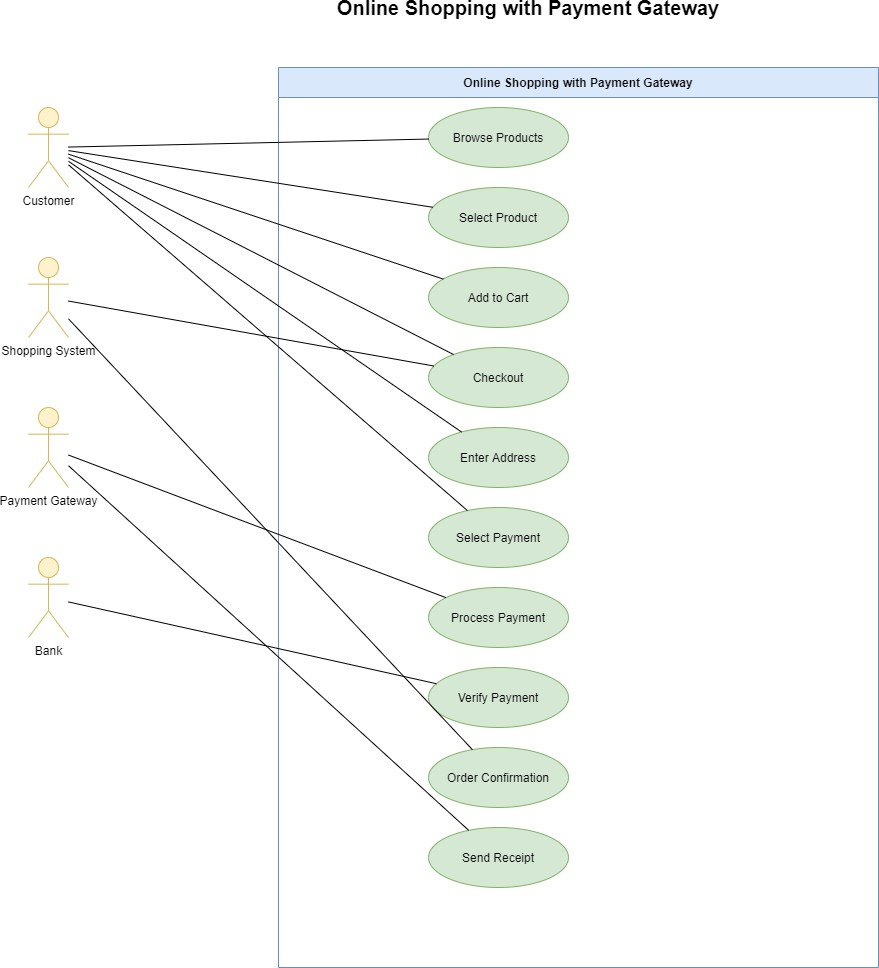 Online Shopping with Payment Gateway
Online Shopping with Payment Gateway
Browse Products
Customer
Select Product
Add to Cart
Shopping System
Checkout
Enter Address
Payment Gateway
Select Payment
Process Payment
Bank
Verify Payment
Order Confirmation
Send Receipt